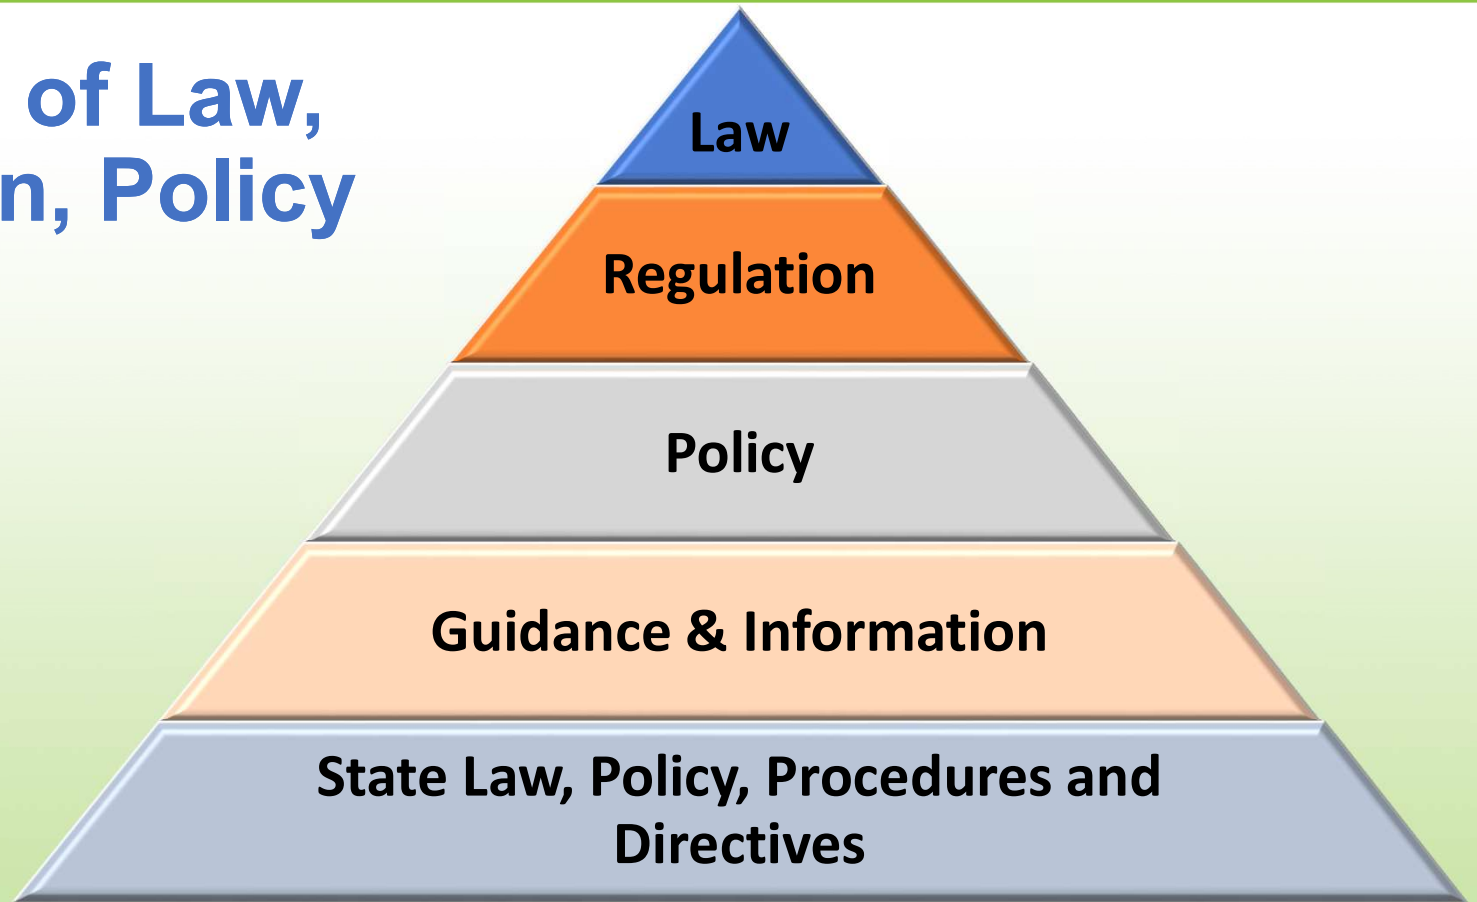 of Law,
n, Policy
Law
Regulation
Policy
Guidance & Information
State Law, Policy, Procedures and
Directives